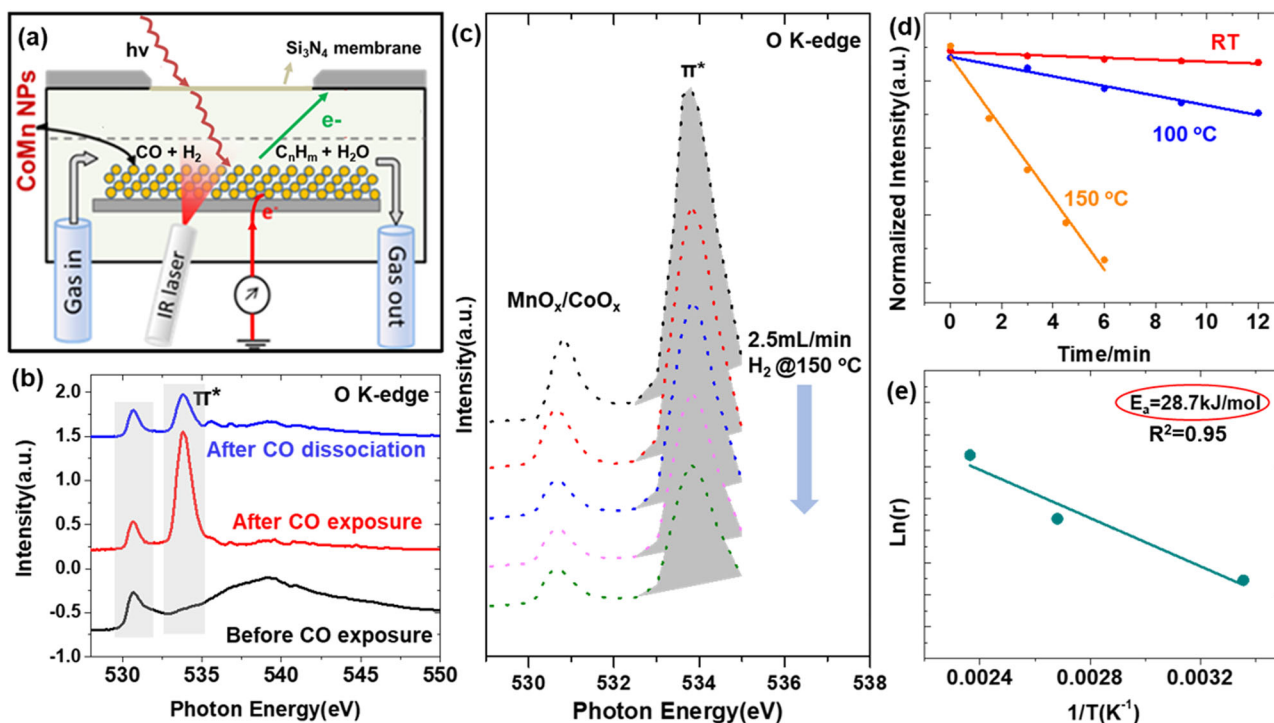 (a)
hν
Si₃N₄ membrane
CoMn NPs
e-
CO + H₂
CₙHₘ + H₂O
e-
Gas in
IR laser
Gas out
(b)
O K-edge
π*
After CO dissociation
After CO exposure
Before CO exposure
2.0
1.5
1.0
0.5
0.0
-0.5
-1.0
Intensity(a.u.)
530
535
540
545
550
Photon Energy(eV)
(c)
O K-edge
π*
MnOₓ/CoOₓ
2.5mL/min
H₂ @150 ºC
Intensity(a.u.)
530
532
534
536
538
Photon Energy(eV)
(d)
RT
100 ºC
150 ºC
Normalized Intensity(a.u.)
0
2
4
6
8
10
12
Time/min
(e)
Eₐ=28.7kJ/mol
R²=0.95
Ln(r)
0.0024
0.0028
0.0032
1/T(K⁻¹)